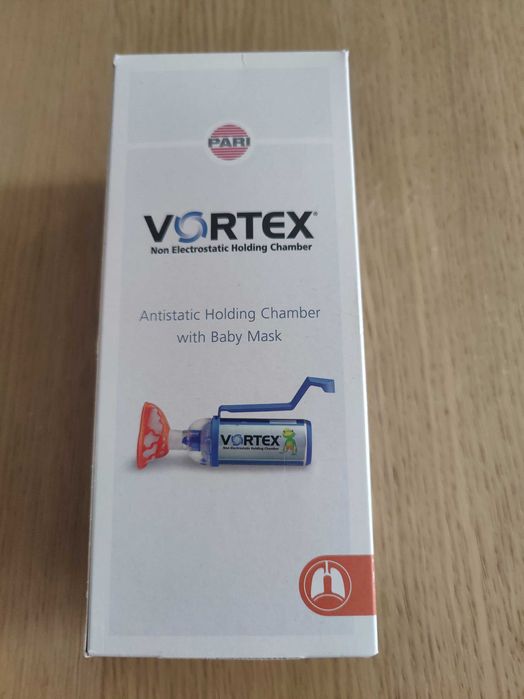 PARI
VORTEX®
Non Electrostatic Holding Chamber
Antistatic Holding Chamber
with Baby Mask
VORTEX
Non Electrostatic Holding Chamber